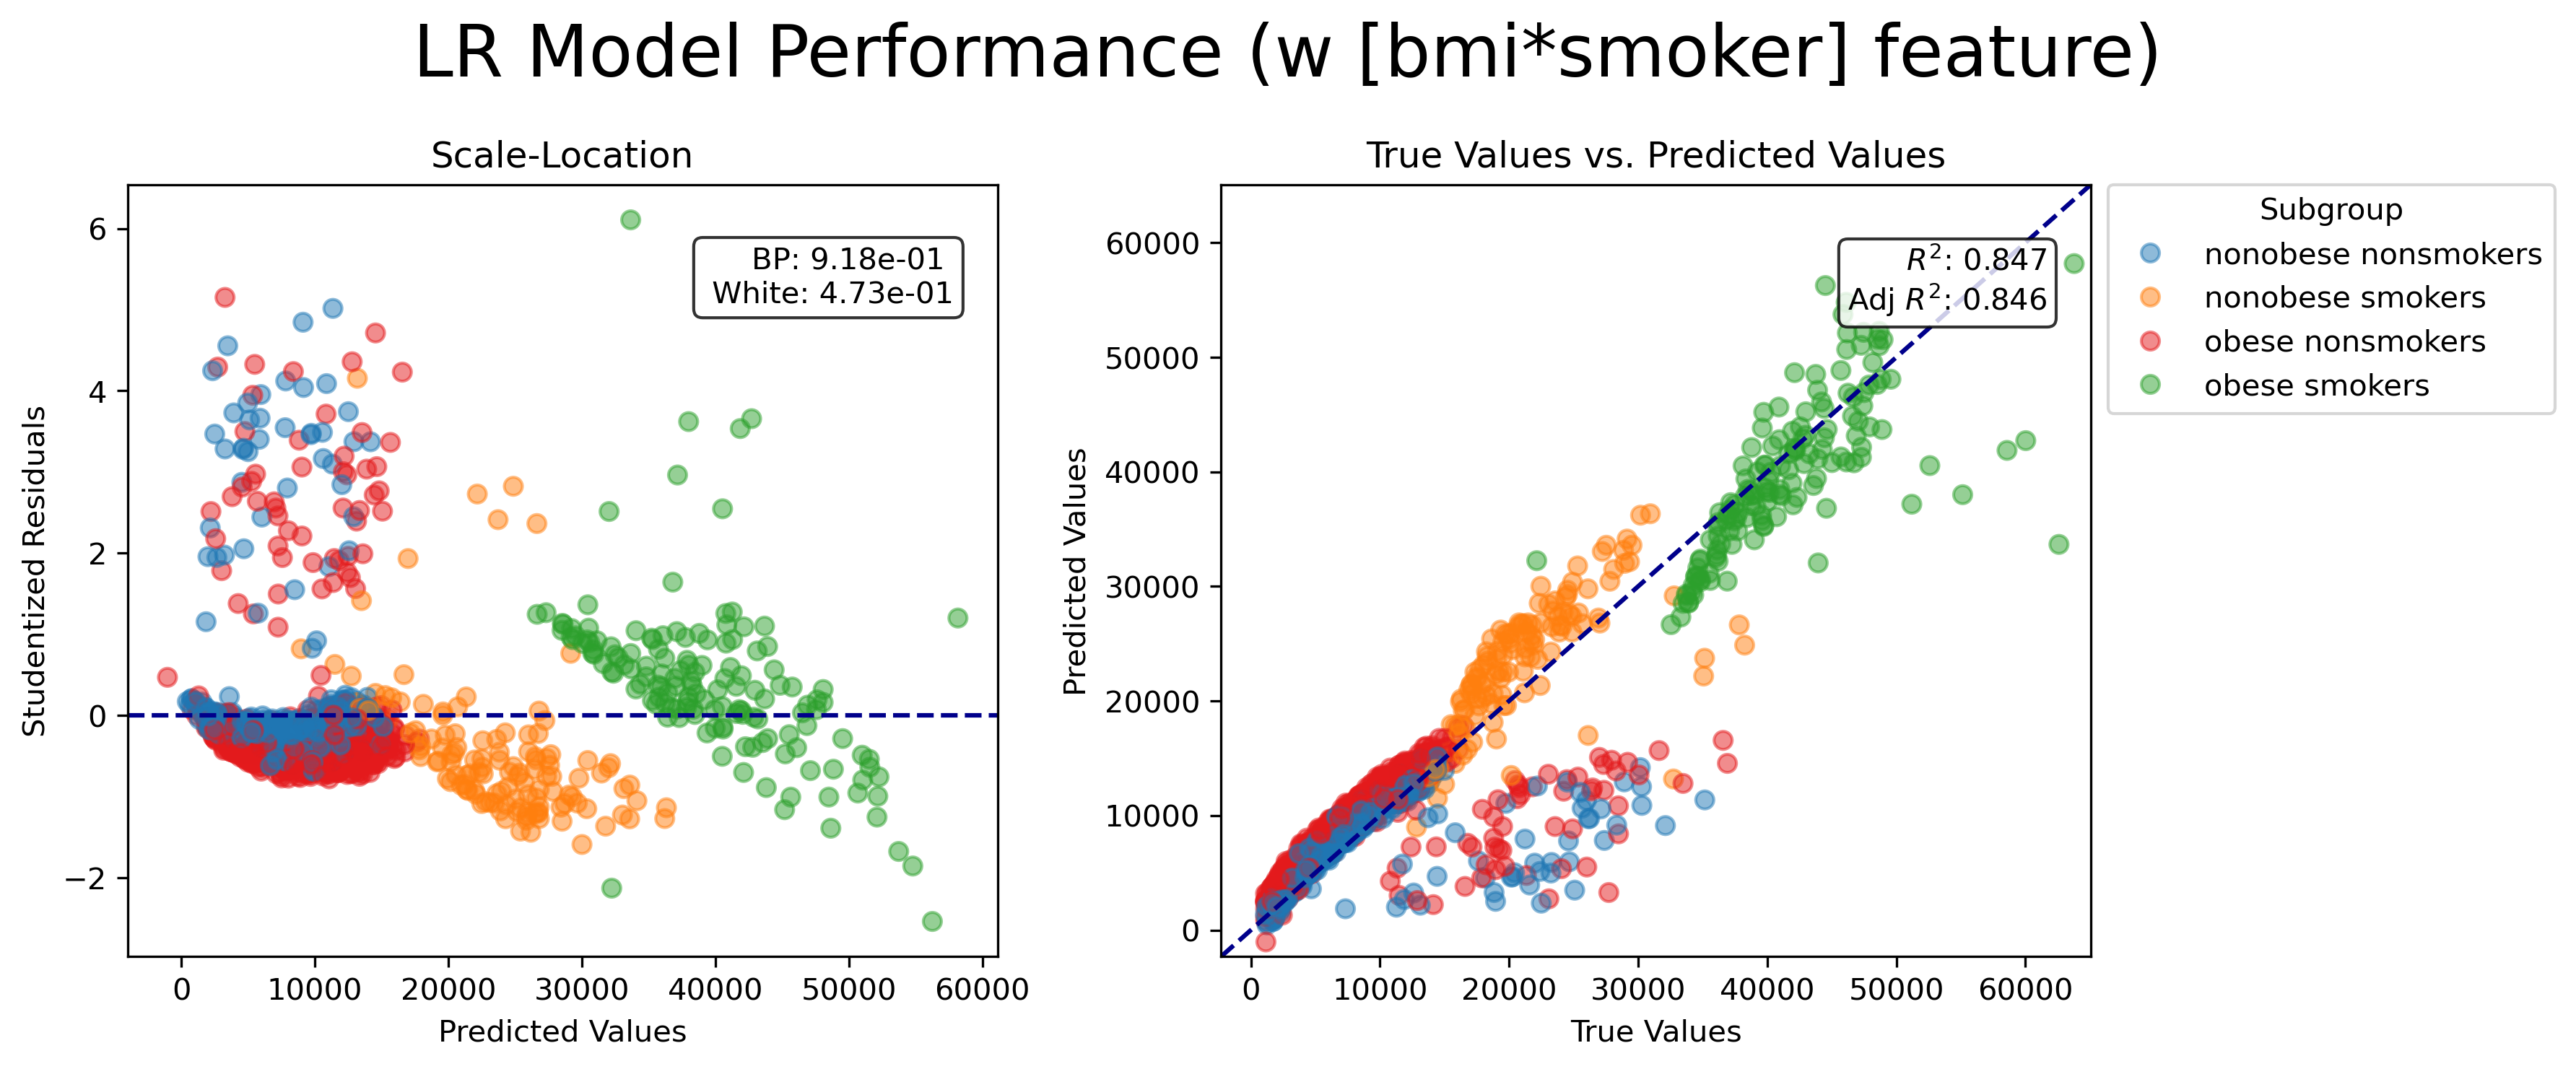 LR Model Performance (w [bmi*smoker] feature)
Scale-Location
BP: 9.18e-01
White: 4.73e-01
Studentized Residuals
6
4
2
0
−2
0 10000 20000 30000 40000 50000 60000
Predicted Values
True Values vs. Predicted Values
R²: 0.847
Adj R²: 0.846
Predicted Values
60000
50000
40000
30000
20000
10000
0
0 10000 20000 30000 40000 50000 60000
True Values
Subgroup
nonobese nonsmokers
nonobese smokers
obese nonsmokers
obese smokers